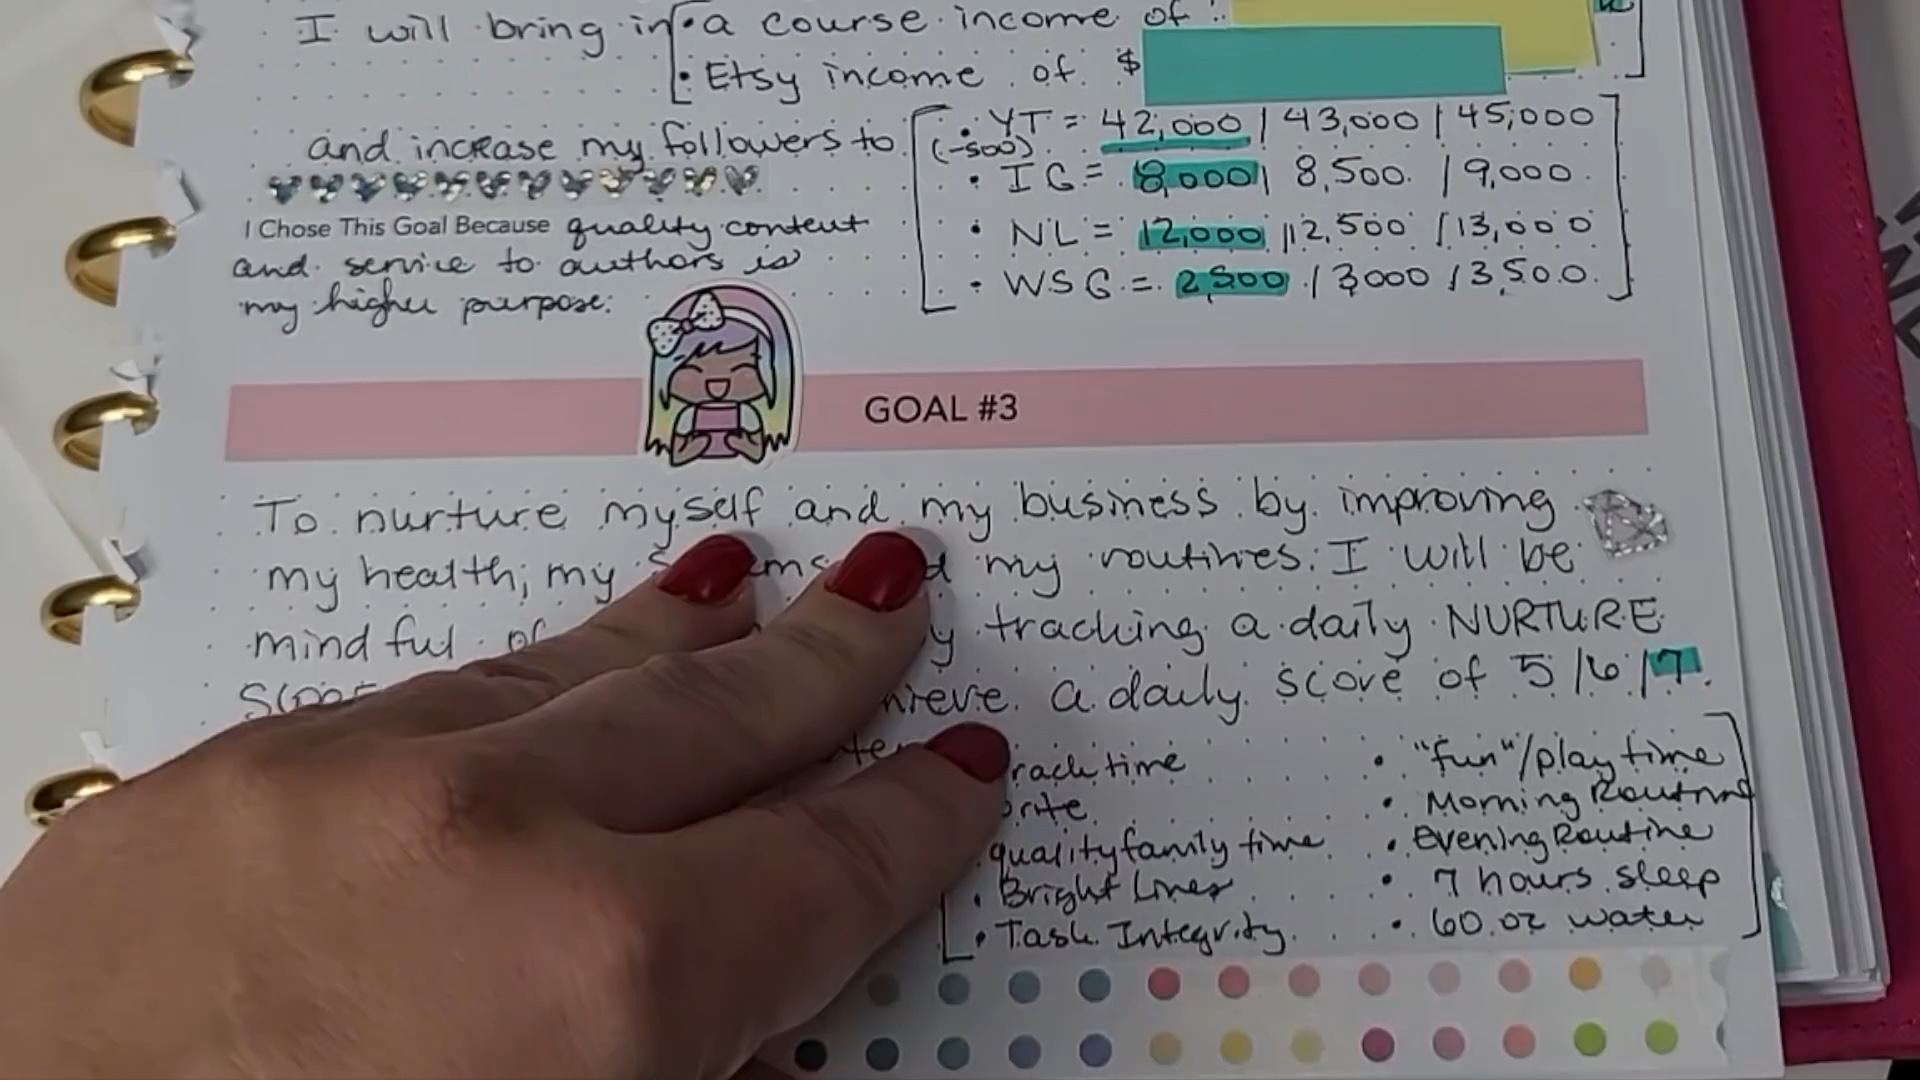 I will bring in • a course income of
• Etsy income of $
and increase my followers to
• YT = 42,000 | 43,000 | 45,000
(-500)
• IG = 8,000 | 8,500 | 9,000
• NL = 12,000 | 12,500 | 13,000
• WSG = 2,500 | 3000 | 3,500
I Chose This Goal Because quality content
and service to authors is
my higher purpose.
GOAL #3
To nurture myself and my business by improving
my health, my my routines. I will be
mindful of tracking a daily NURTURE
a daily score of 5 | 6 | 7.
• "fun"/play time
• Morning Routine
quality family time • Evening Routine
• Bright Lines • 7 hours sleep
• Task Integrity • 60 oz water